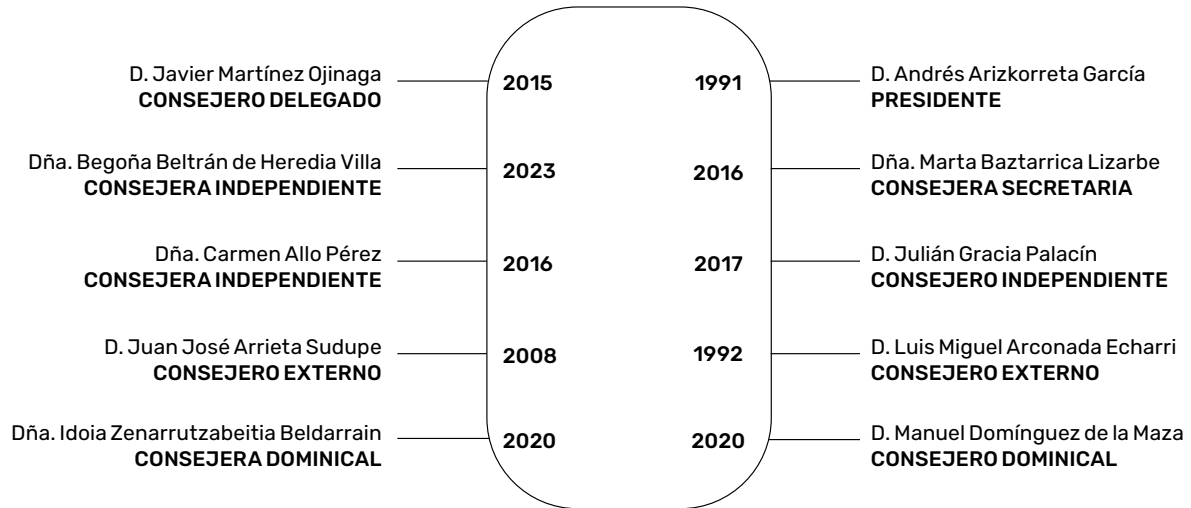 D. Javier Martínez Ojinaga
CONSEJERO DELEGADO
2015
1991
D. Andrés Arizkorreta García
PRESIDENTE
Dña. Begoña Beltrán de Heredia Villa
CONSEJERA INDEPENDIENTE
2023
2016
Dña. Marta Baztarrica Lizarbe
CONSEJERA SECRETARIA
Dña. Carmen Allo Pérez
CONSEJERA INDEPENDIENTE
2016
2017
D. Julián Gracia Palacín
CONSEJERO INDEPENDIENTE
D. Juan José Arrieta Sudupe
CONSEJERO EXTERNO
2008
1992
D. Luis Miguel Arconada Echarri
CONSEJERO EXTERNO
Dña. Idoia Zenarrutzabeitia Beldarrain
CONSEJERA DOMINICAL
2020
2020
D. Manuel Domínguez de la Maza
CONSEJERO DOMINICAL